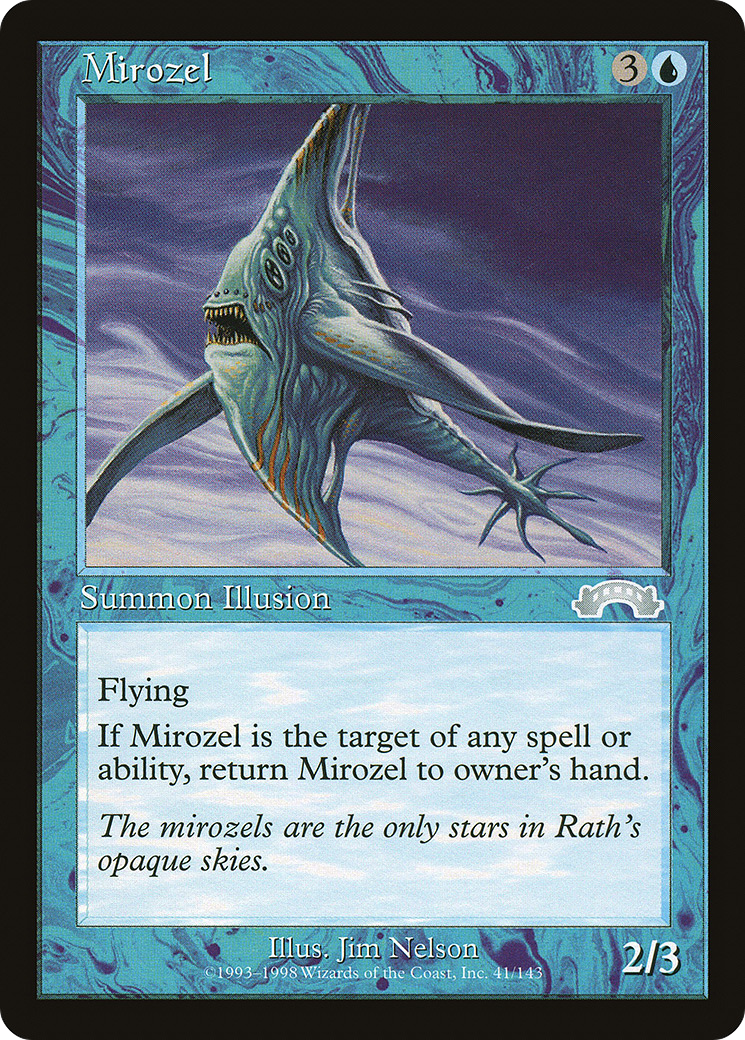 Mirozel 3
Summon Illusion
Flying
If Mirozel is the target of any spell or
ability, return Mirozel to owner's hand.
The mirozels are the only stars in Rath's
opaque skies.
Illus. Jim Nelson
©1993–1998 Wizards of the Coast, Inc. 41/143
2/3